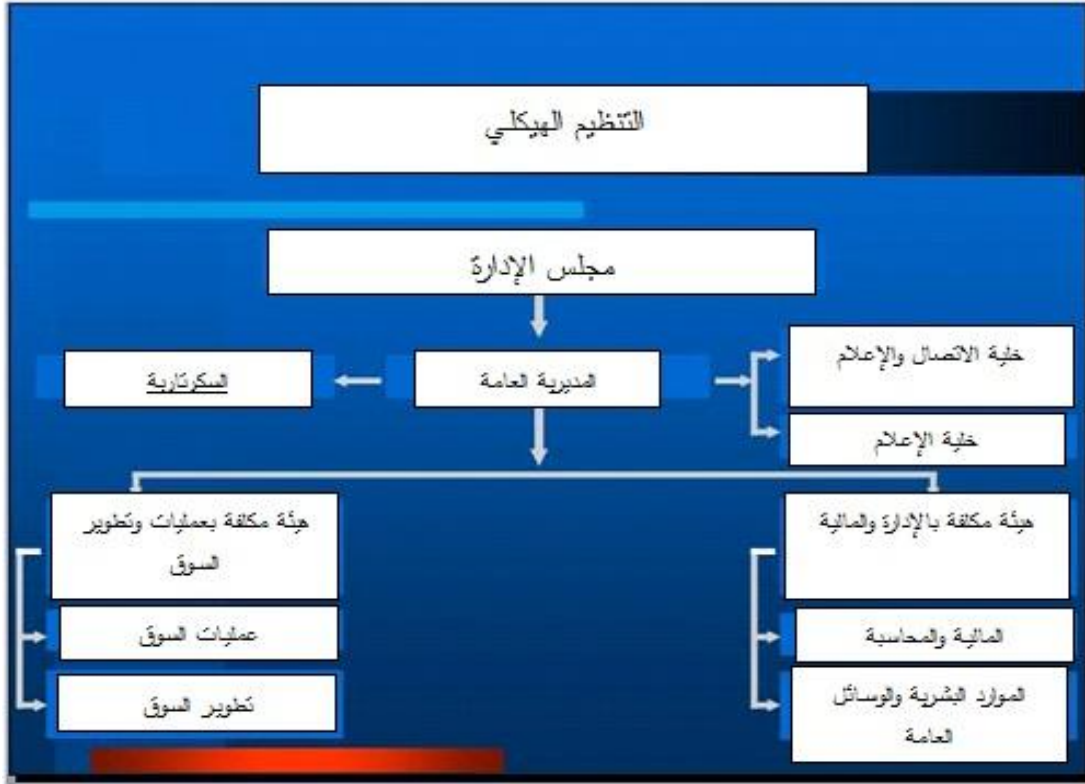 التنظيم الهيكلي
مجلس الإدارة
خلية الاتصال والإعلام
المديرية العامة
السكرتارية
خلية الإعلام
هيئة مكلفة بالإدارة والمالية
هيئة مكلفة بعمليات وتطوير
السوق
المالية والمحاسبة
عمليات السوق
الموارد البشرية والوسائل
العامة
تطوير السوق